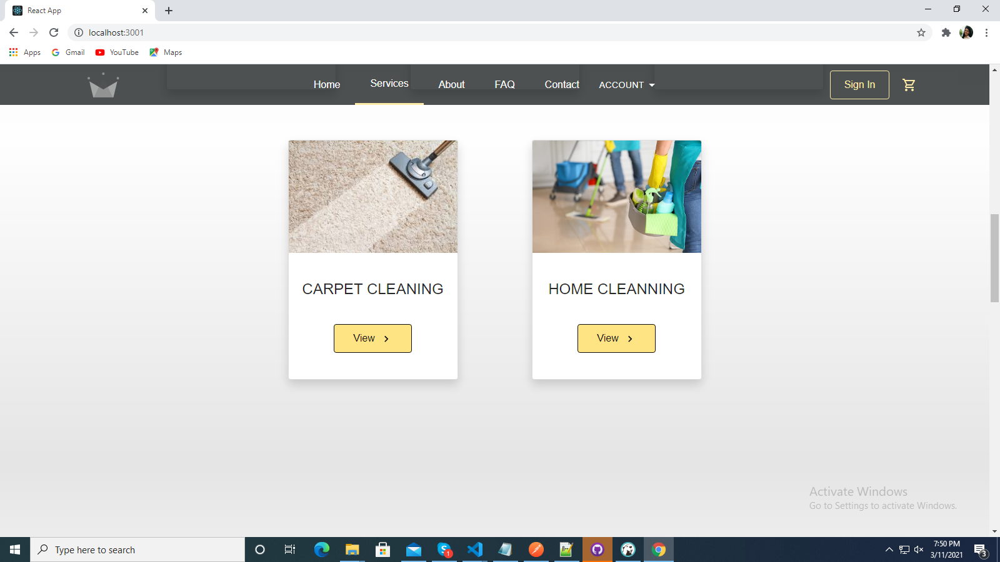 React App
localhost:3001
Apps Gmail YouTube Maps
Home Services About FAQ Contact ACCOUNT Sign In
CARPET CLEANING
HOME CLEANNING
View
View
Activate Windows
Go to Settings to activate Windows.
Type here to search
1
7:50 PM
3/11/2021
3